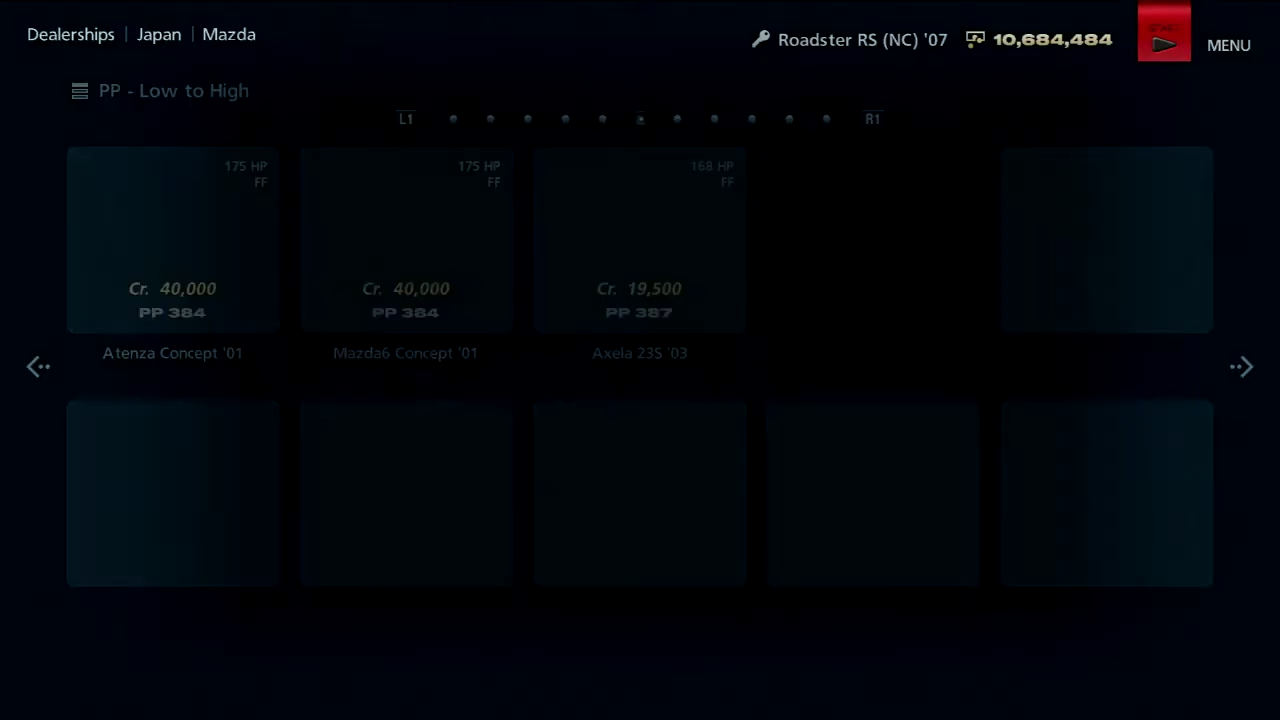 Dealerships | Japan | Mazda
Roadster RS (NC) '07
10,684,484
MENU
PP - Low to High
L1
R1
175 HP
FF
Cr. 40,000
PP 384
Atenza Concept '01
175 HP
FF
Cr. 40,000
PP 384
Mazda6 Concept '01
168 HP
FF
Cr. 19,500
PP 387
Axela 23S '03